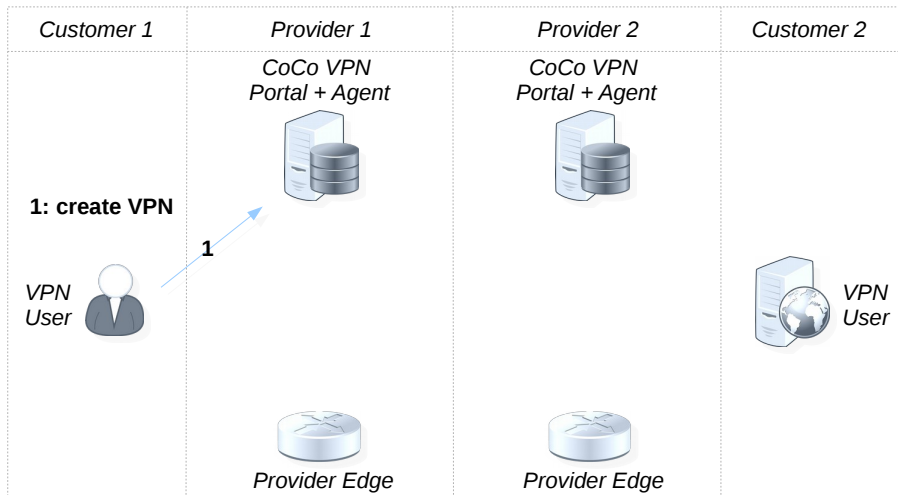 Customer 1
Provider 1
Provider 2
Customer 2
CoCo VPN
Portal + Agent
CoCo VPN
Portal + Agent
1: create VPN
1
VPN
User
VPN
User
Provider Edge
Provider Edge